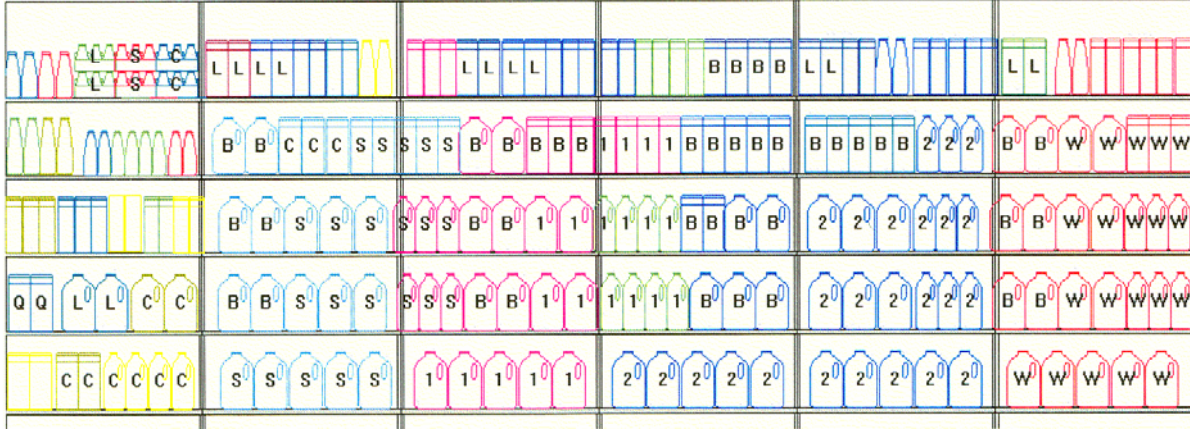 L S C L L L L L L L L B B B B L L L L
L S C
B B C C C S S S S S B B B B B 1 1 1 1 B B B B B B B B B B 2 2 2 B B W W W W W
B B S S S S S S B B 1 1 1 1 1 1 B B B B 2 2 2 2 2 2 B B W W W W W
Q Q L L C C B B S S S S S S B B 1 1 1 1 1 1 B B B 2 2 2 2 2 2 B B W W W W W
C C C C C C S S S S S 1 1 1 1 1 2 2 2 2 2 2 2 2 2 2 W W W W W